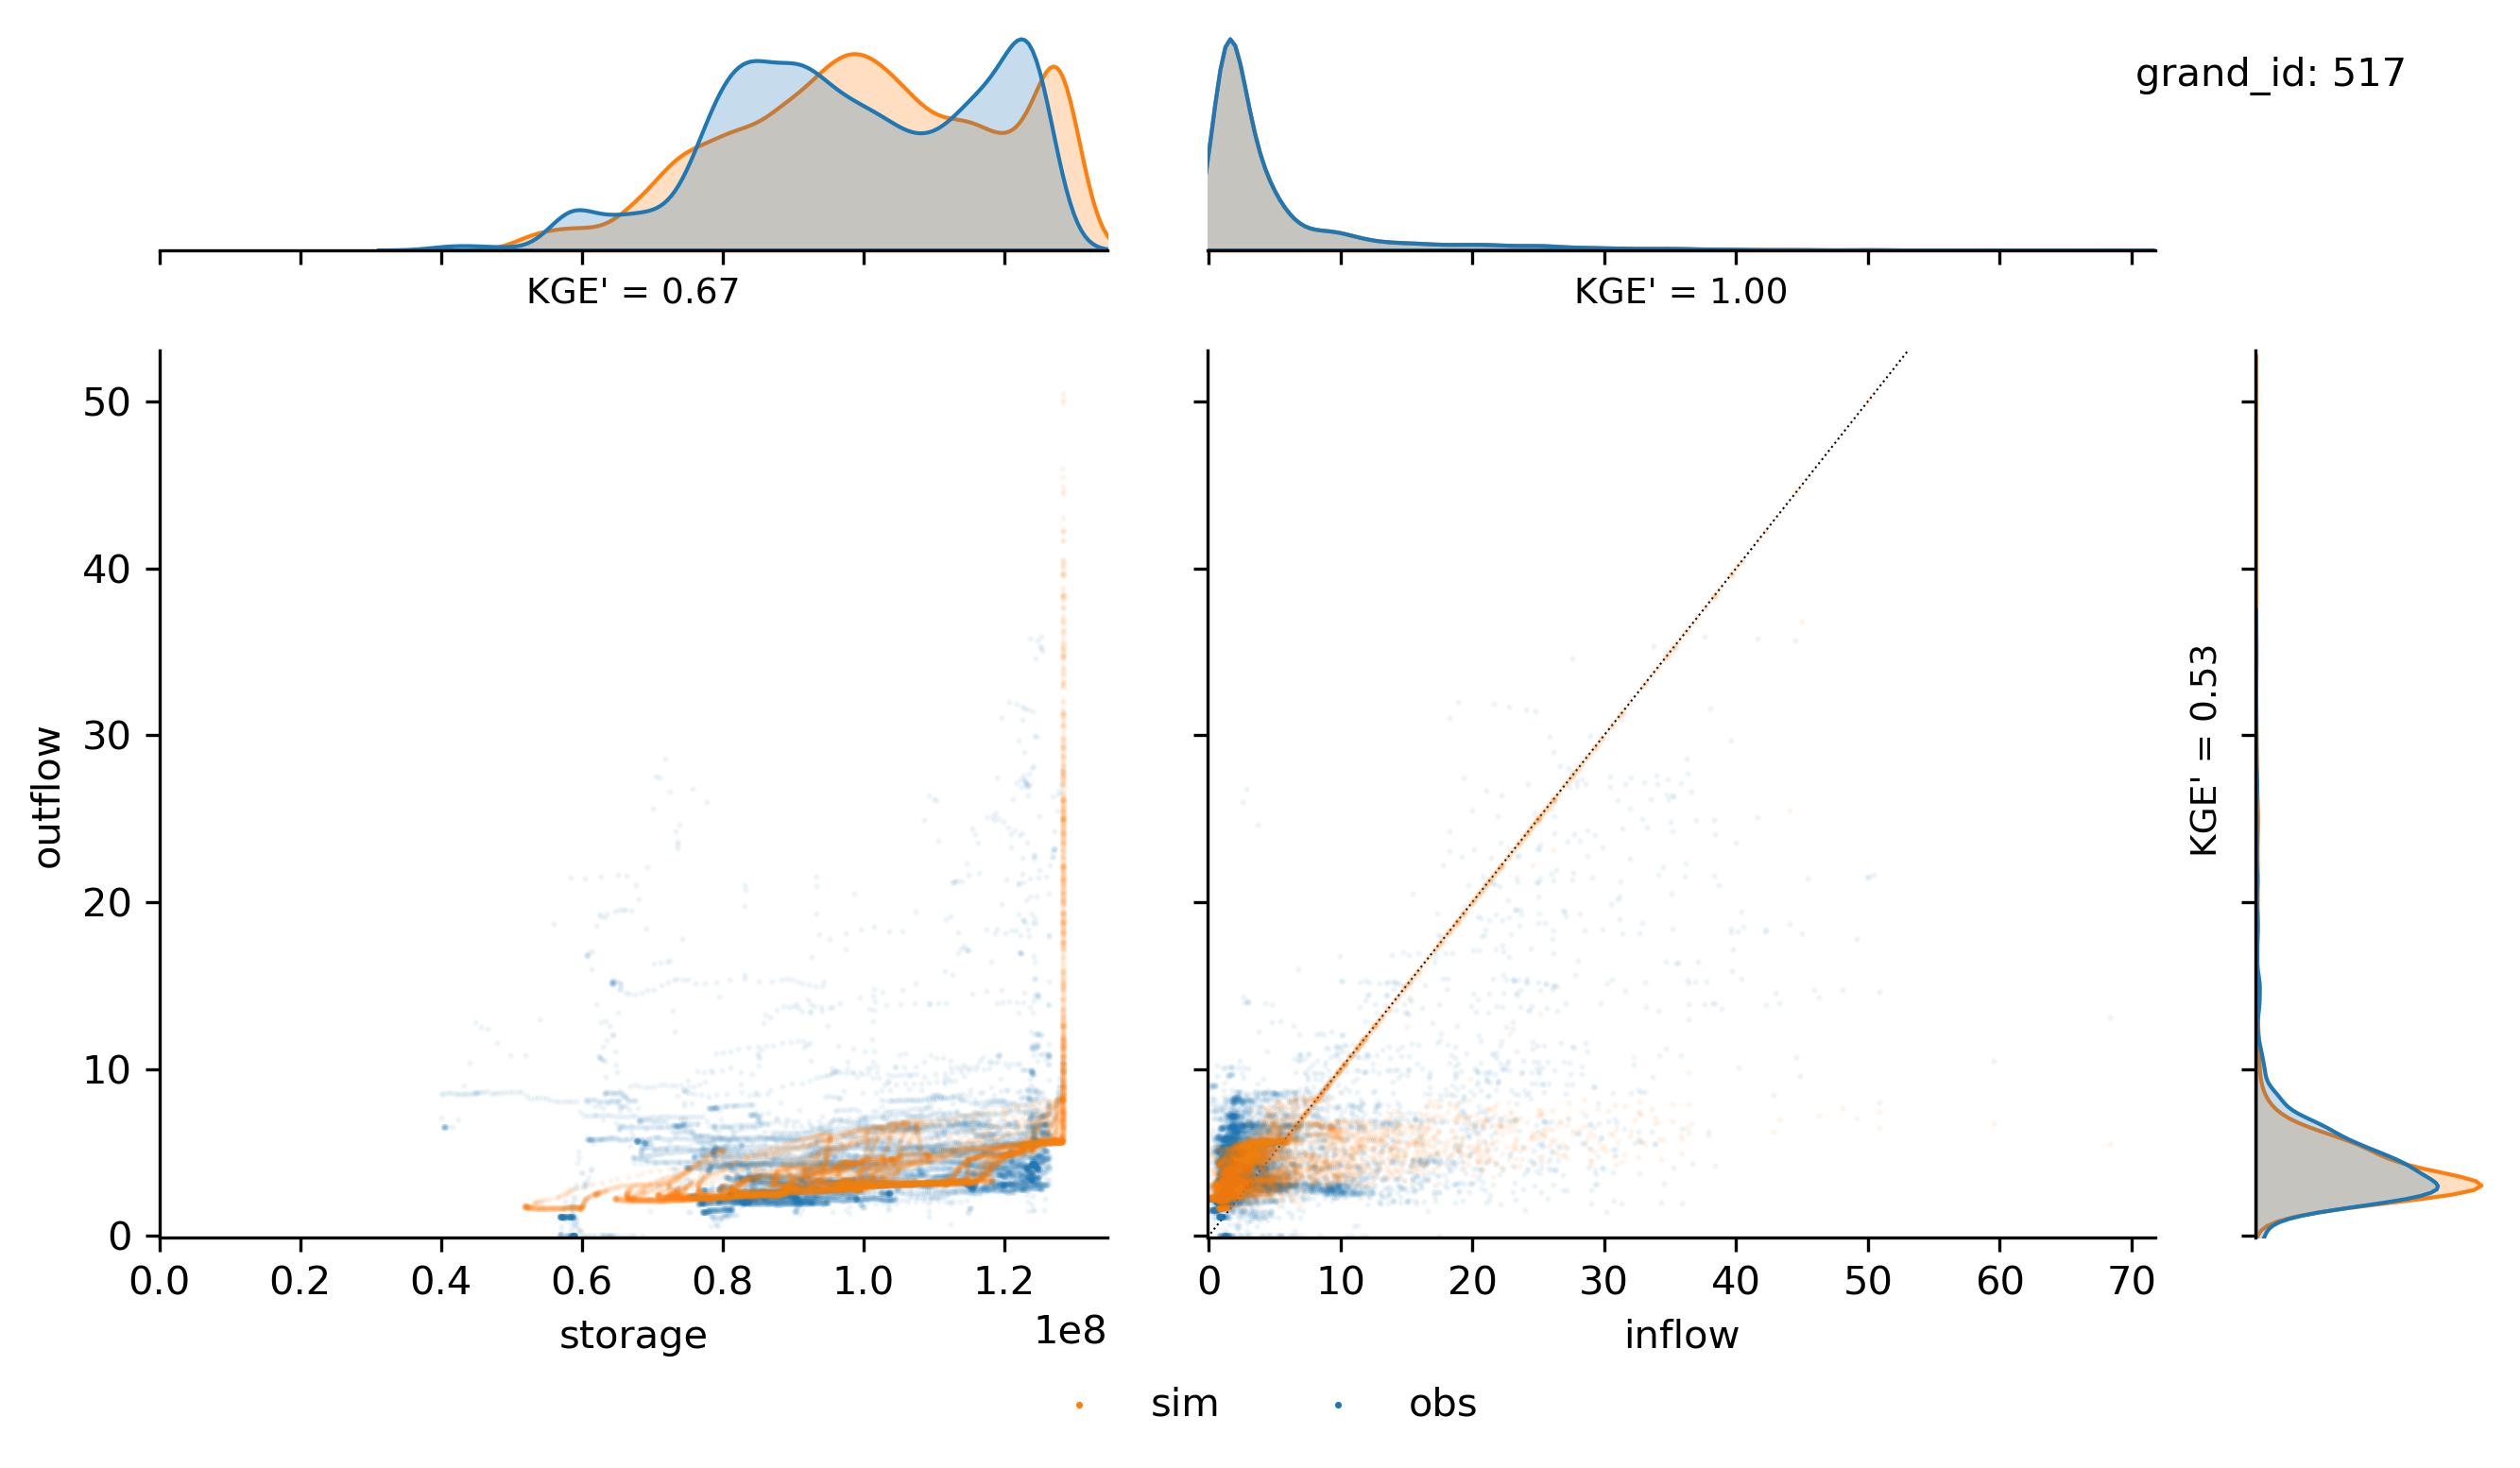 grand_id: 517
KGE' = 0.67
KGE' = 1.00
50
40
30
20
10
0
outflow
KGE' = 0.53
0.0 0.2 0.4 0.6 0.8 1.0 1.2
1e8
storage
0 10 20 30 40 50 60 70
inflow
sim obs